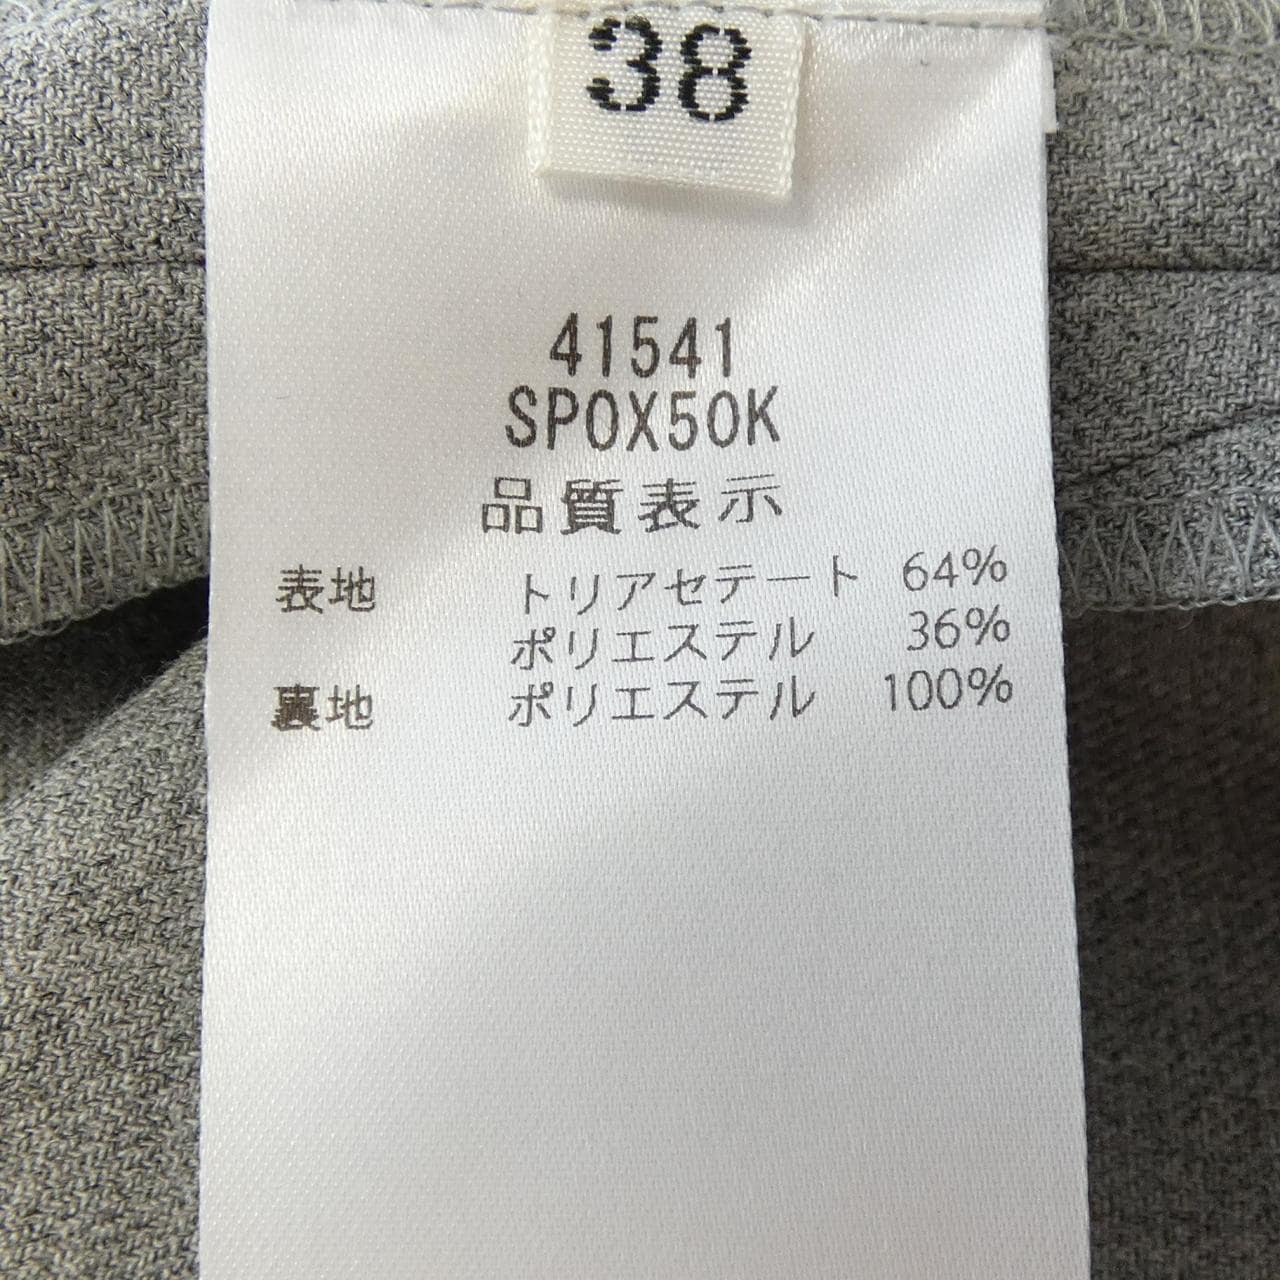 38
41541
SPOX50K
品質表示
表地 トリアセテート 64%
ポリエステル 36%
裏地 ポリエステル 100%